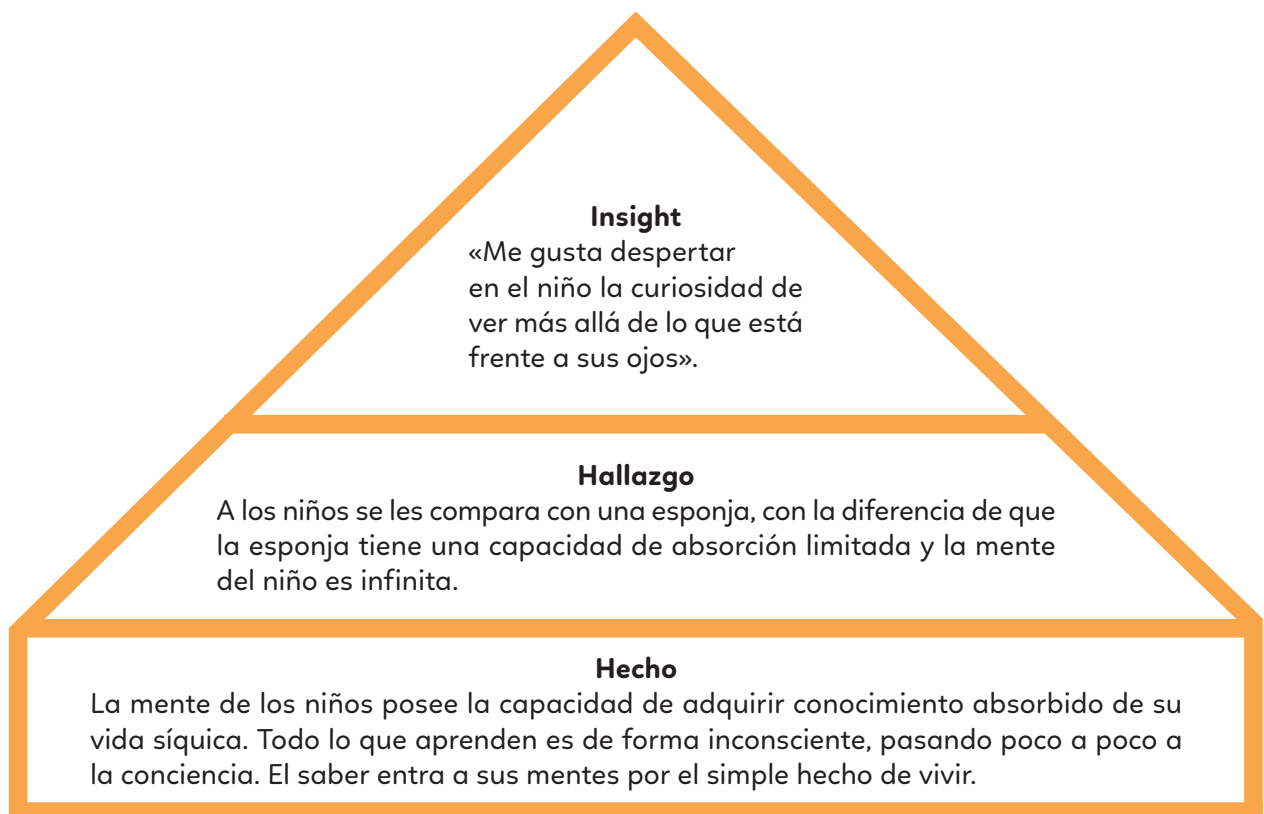 Insight
«Me gusta despertar
en el niño la curiosidad de
ver más allá de lo que está
frente a sus ojos».
Hallazgo
A los niños se les compara con una esponja, con la diferencia de que
la esponja tiene una capacidad de absorción limitada y la mente
del niño es infinita.
Hecho
La mente de los niños posee la capacidad de adquirir conocimiento absorbido de su
vida síquica. Todo lo que aprenden es de forma inconsciente, pasando poco a poco a
la conciencia. El saber entra a sus mentes por el simple hecho de vivir.